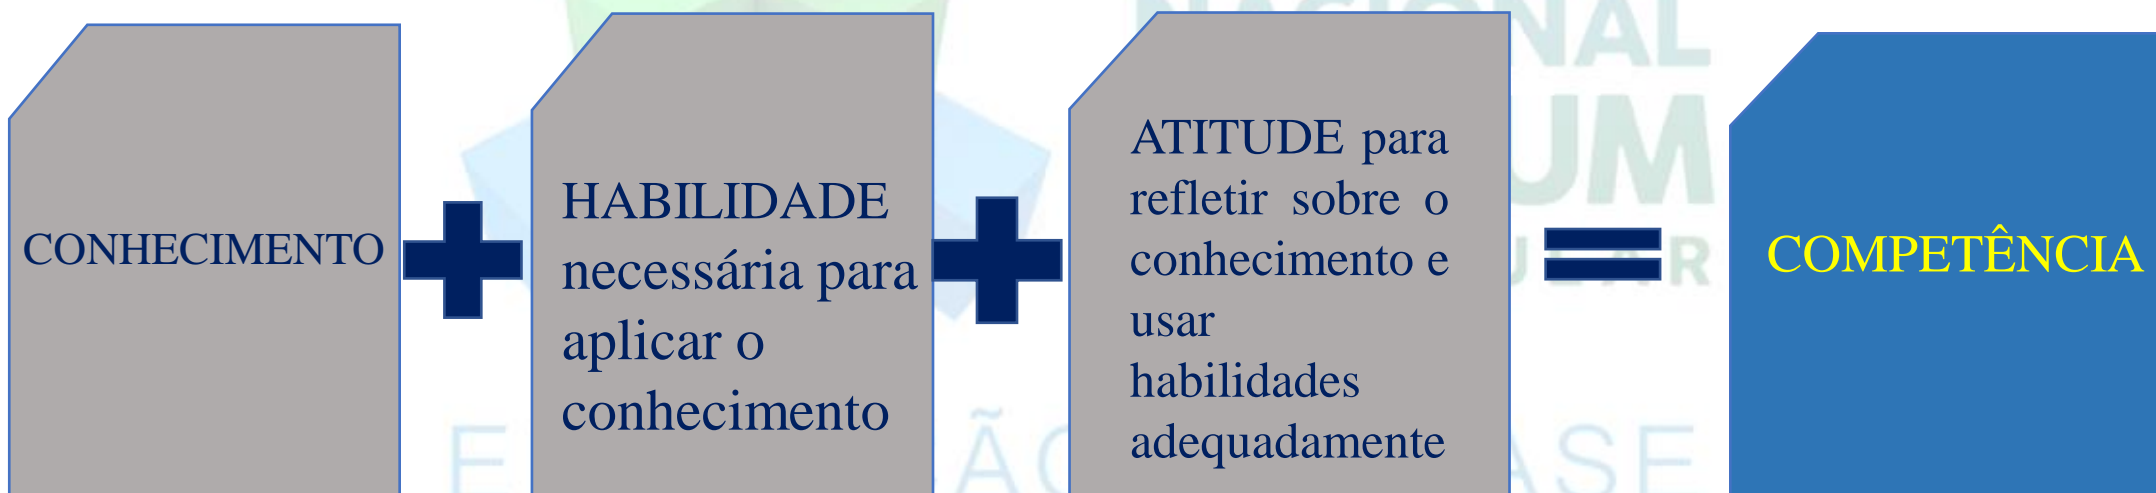 CONHECIMENTO
HABILIDADE
necessária para
aplicar o
conhecimento
ATITUDE para
refletir sobre o
conhecimento e
usar
habilidades
adequadamente
COMPETÊNCIA